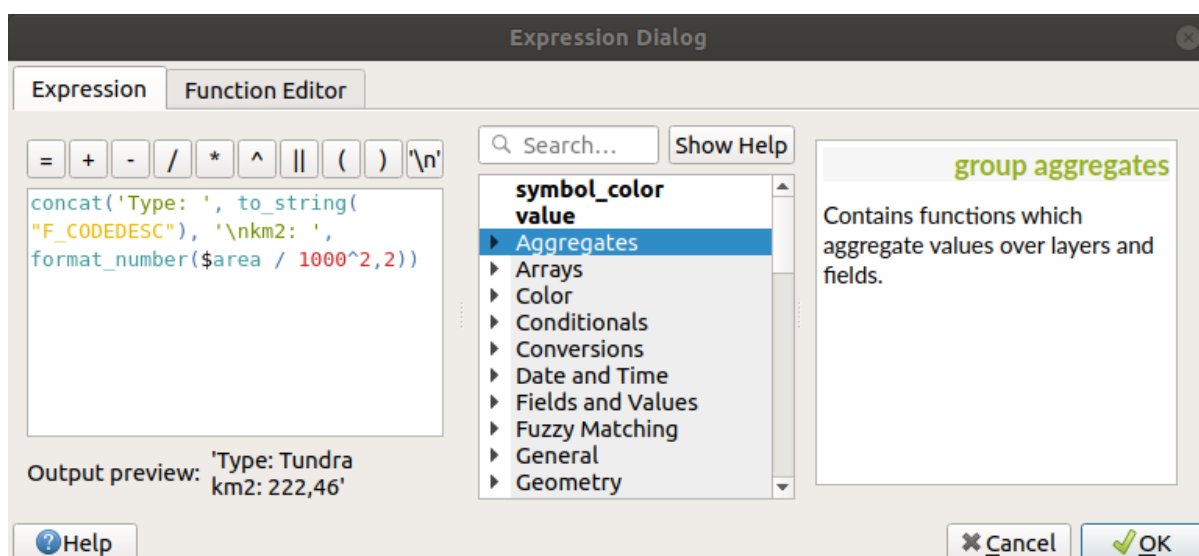 Expression Dialog
Expression
Function Editor
= + - / * ^ || ( ) '\n'
concat('Type: ', to_string(
"F_CODEDESC"), '\nkm2: ',
format_number($area / 1000^2,2))
Output preview: 'Type: Tundra
km2: 222,46'
Search...
Show Help
symbol_color
value
Aggregates
Arrays
Color
Conditionals
Conversions
Date and Time
Fields and Values
Fuzzy Matching
General
Geometry
group aggregates
Contains functions which
aggregate values over layers and
fields.
Help
Cancel
OK